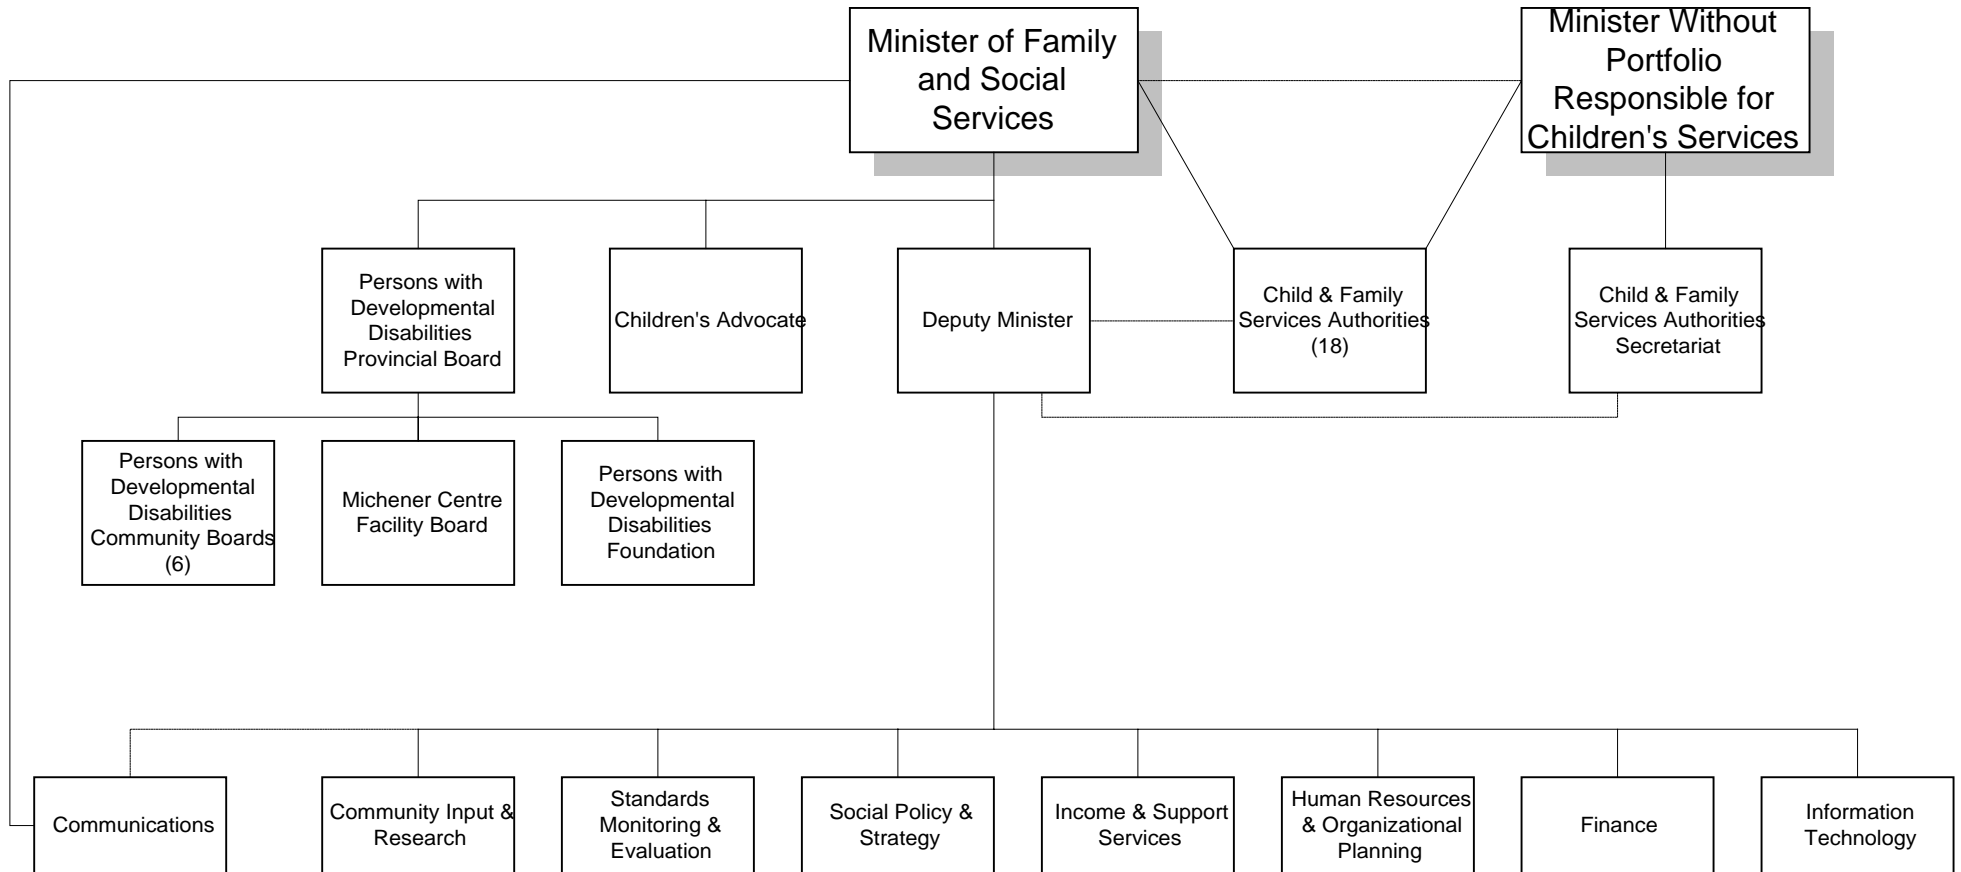 Minister of Family
and Social
Services
Minister Without
Portfolio
Responsible for
Children's Services
Persons with
Developmental
Disabilities
Provincial Board
Children's Advocate
Deputy Minister
Child & Family
Services Authorities
(18)
Child & Family
Services Authorities
Secretariat
Persons with
Developmental
Disabilities
Community Boards
(6)
Michener Centre
Facility Board
Persons with
Developmental
Disabilities
Foundation
Communications
Community Input &
Research
Standards
Monitoring &
Evaluation
Social Policy &
Strategy
Income & Support
Services
Human Resources
& Organizational
Planning
Finance
Information
Technology